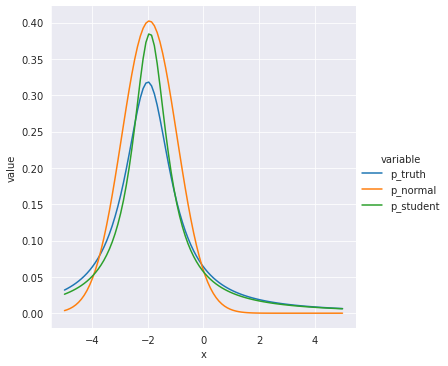 0.40
0.35
0.30
0.25
0.20
0.15
0.10
0.05
0.00
value
−4 −2 0 2 4
x
variable
p_truth
p_normal
p_student